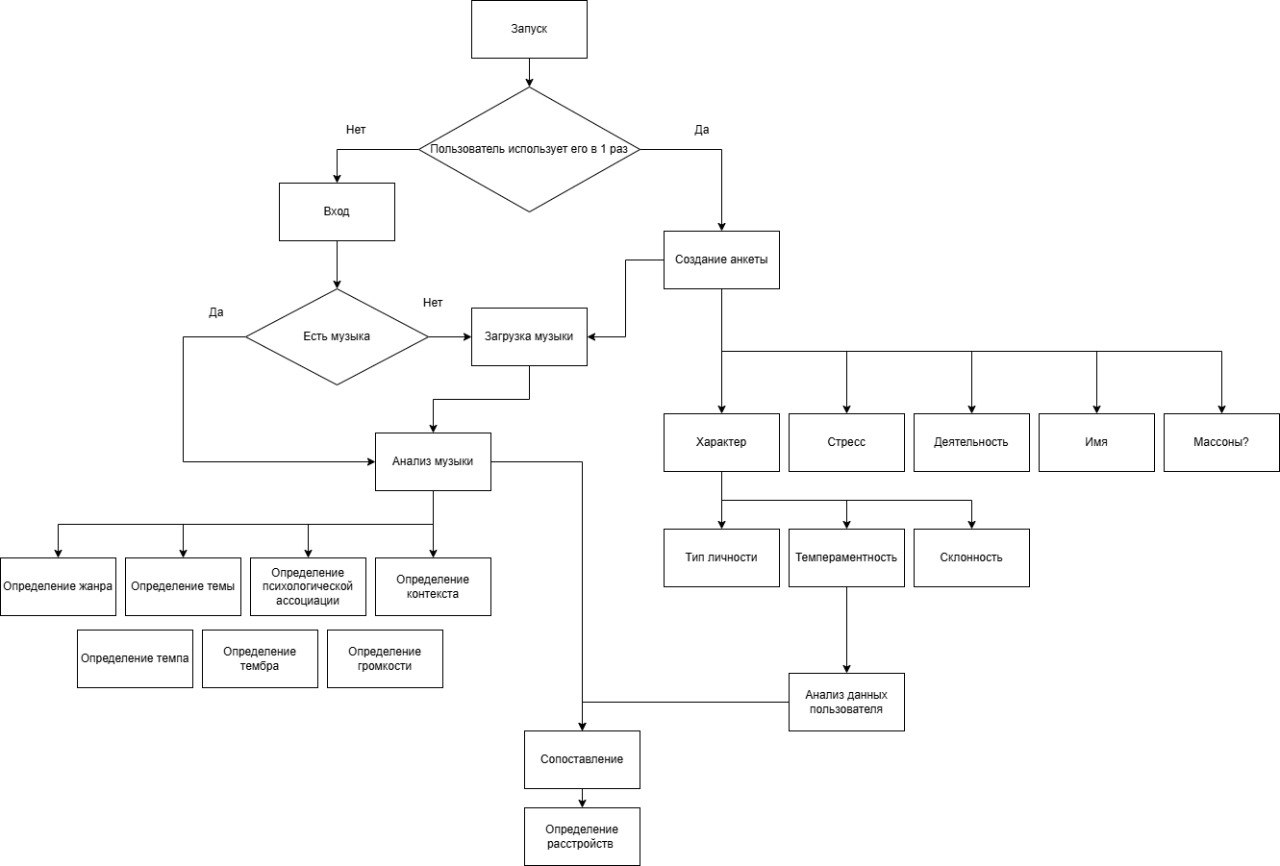 Запуск
Нет
Да
Пользователь использует его в 1 раз
Вход
Создание анкеты
Да
Нет
Есть музыка
Загрузка музыки
Характер
Стресс
Деятельность
Имя
Массоны?
Анализ музыки
Тип личности
Темпераментность
Склонность
Определение жанра
Определение темы
Определение
психологической
ассоциации
Определение
контекста
Определение темпа
Определение
тембра
Определение
громкости
Анализ данных
пользователя
Сопоставление
Определение
расстройств